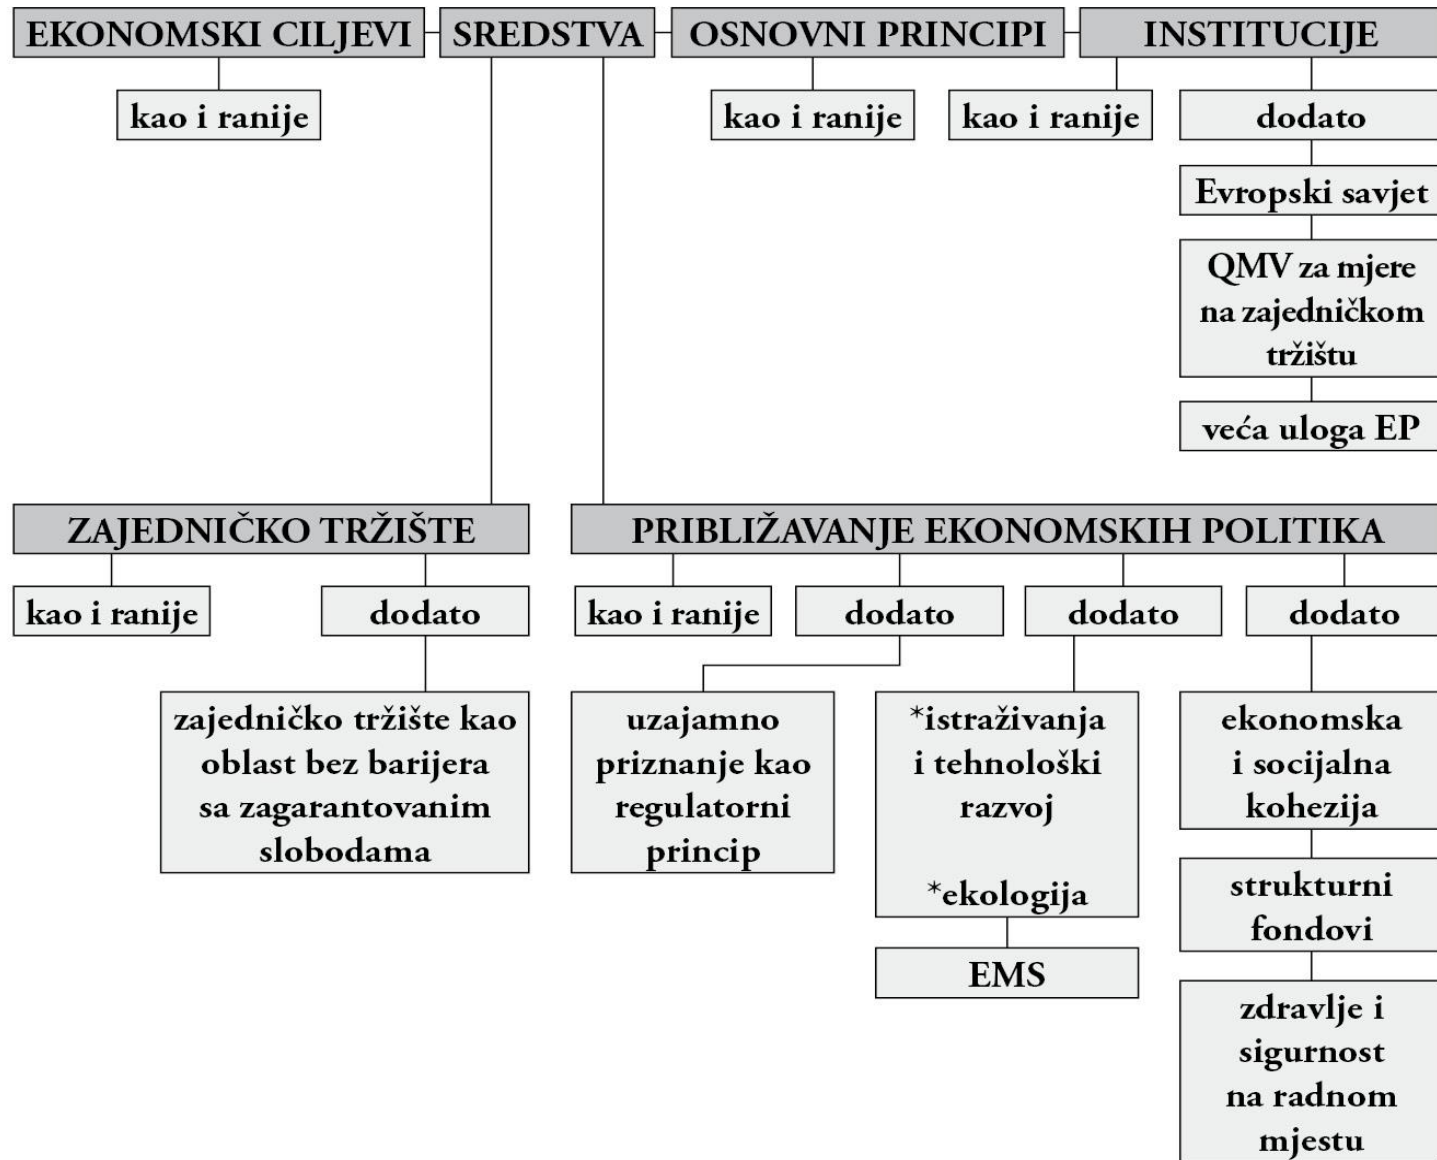 EKONOMSKI CILJEVI
SREDSTVA
OSNOVNI PRINCIPI
INSTITUCIJE
kao i ranije
kao i ranije
kao i ranije
dodato
Evropski savjet
QMV za mjere
na zajedničkom
tržištu
veća uloga EP
ZAJEDNIČKO TRŽIŠTE
PRIBLIŽAVANJE EKONOMSKIH POLITIKA
kao i ranije
dodato
kao i ranije
dodato
dodato
dodato
zajedničko tržište kao
oblast bez barijera
sa zagarantovanim
slobodama
uzajamno
priznanje kao
regulatorni
princip
*istraživanja
i tehnološki
razvoj
*ekologija
EMS
ekonomska
i socijalna
kohezija
strukturni
fondovi
zdravlje i
sigurnost
na radnom
mjestu